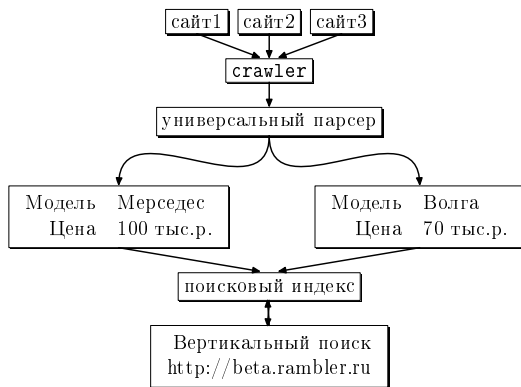 сайт1 сайт2 сайт3
crawler
универсальный парсер
Модель Мерседес
Цена 100 тыс.р.
Модель Волга
Цена 70 тыс.р.
поисковый индекс
Вертикальный поиск
http://beta.rambler.ru